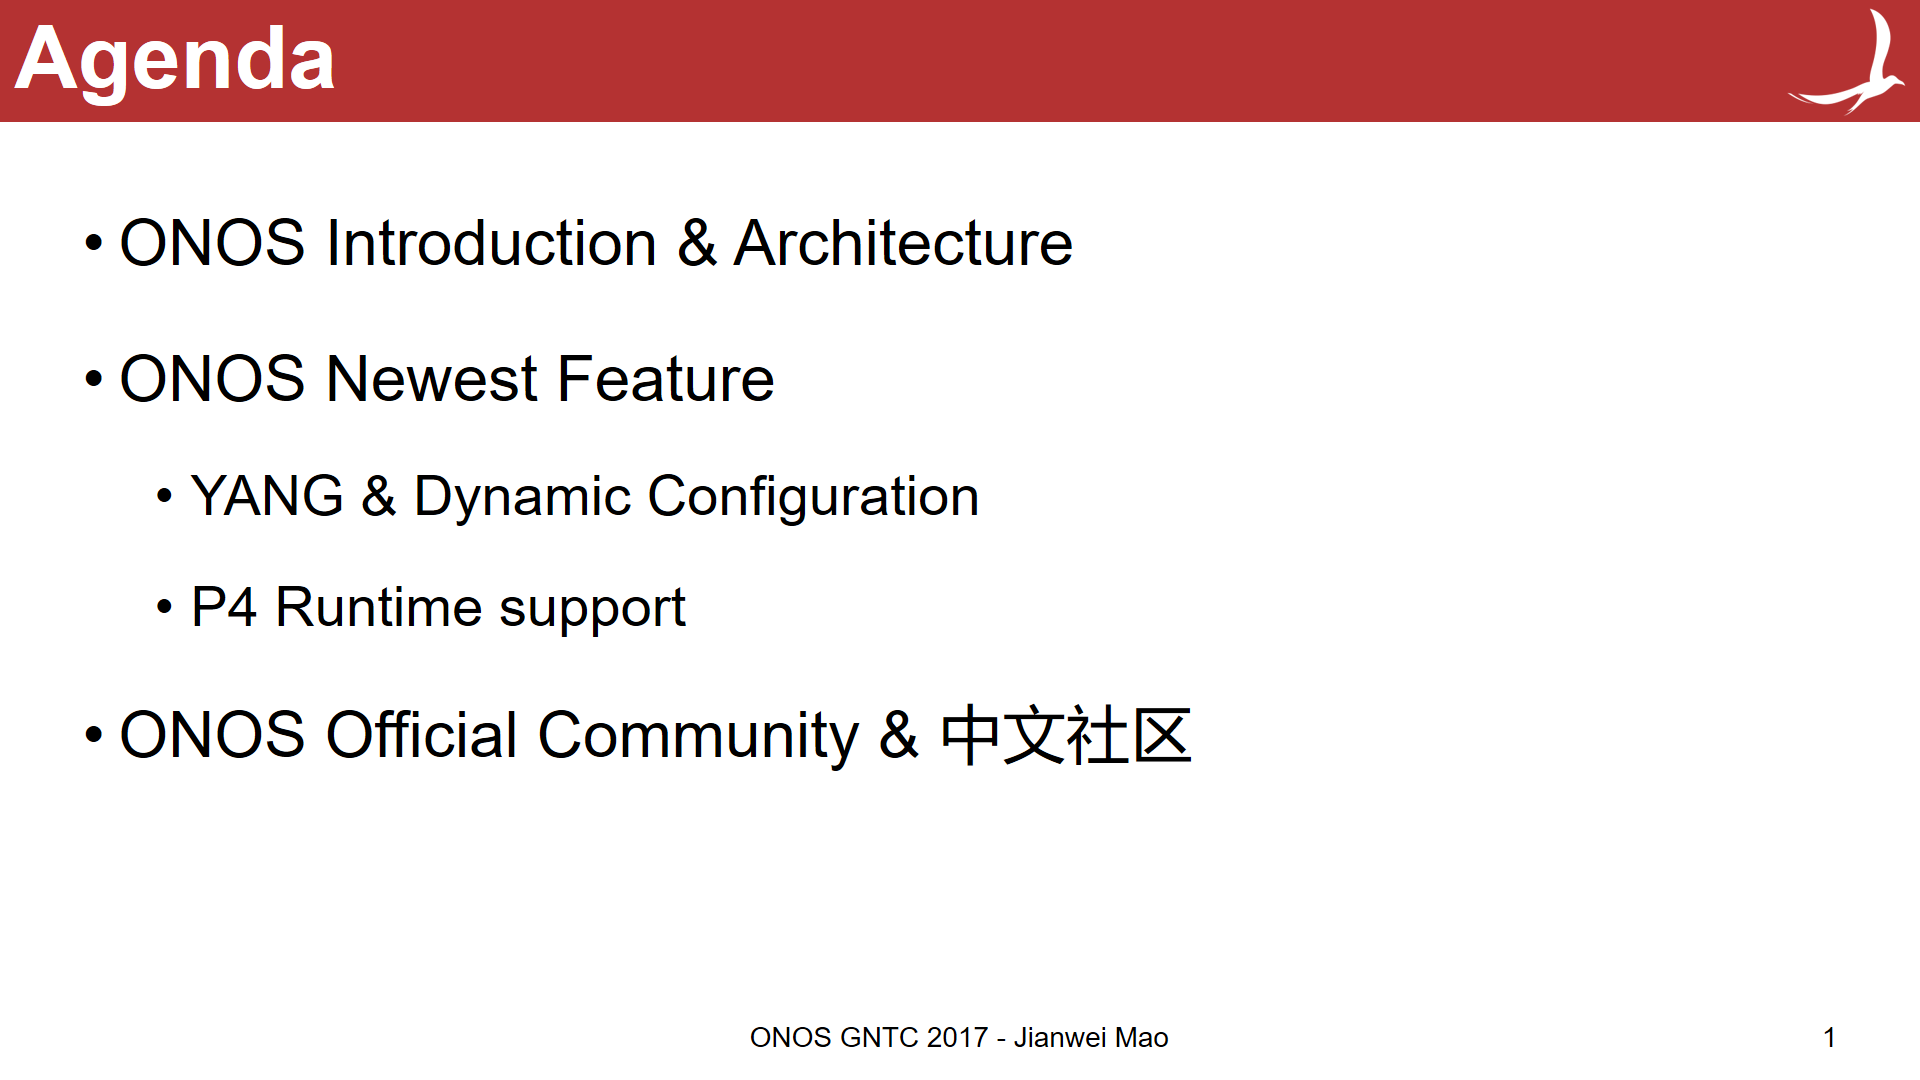 Agenda
• ONOS Introduction & Architecture
• ONOS Newest Feature
• YANG & Dynamic Configuration
• P4 Runtime support
• ONOS Official Community & 中文社区
ONOS GNTC 2017 - Jianwei Mao
1